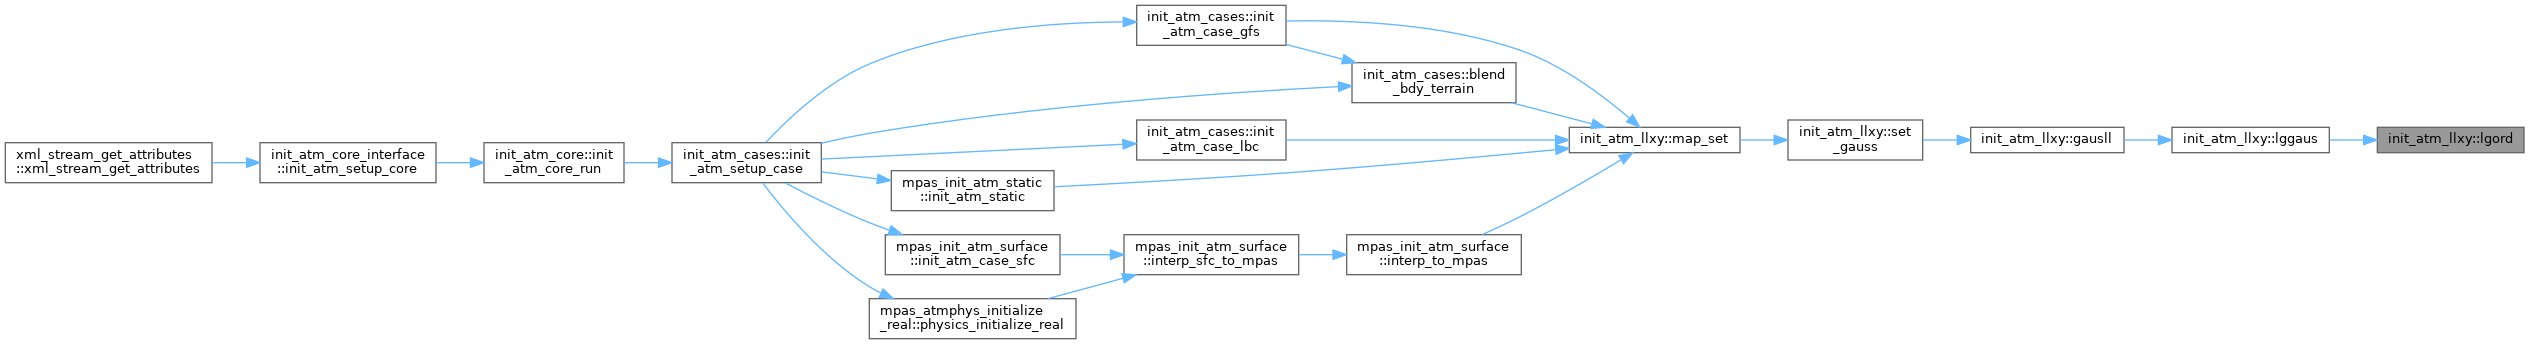 xml_stream_get_attributes
::xml_stream_get_attributes
init_atm_core_interface
::init_atm_setup_core
init_atm_core::init
_atm_core_run
init_atm_cases::init
_atm_setup_case
init_atm_cases::init
_atm_case_gfs
init_atm_cases::blend
_bdy_terrain
init_atm_cases::init
_atm_case_lbc
mpas_init_atm_static
::init_atm_static
mpas_init_atm_surface
::init_atm_case_sfc
mpas_atmphys_initialize
_real::physics_initialize_real
mpas_init_atm_surface
::interp_sfc_to_mpas
mpas_init_atm_surface
::interp_to_mpas
init_atm_llxy::map_set
init_atm_llxy::set
_gauss
init_atm_llxy::gausll
init_atm_llxy::lggaus
init_atm_llxy::lgord